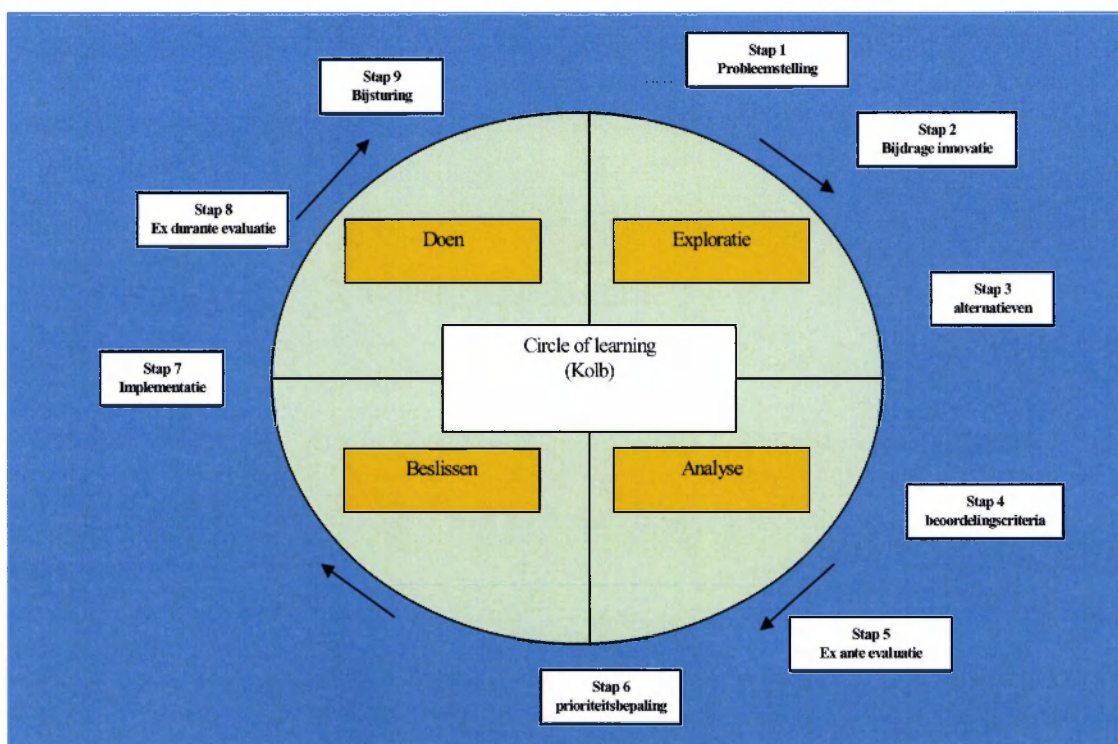 Stap 1
Probleemstelling
Stap 2
Bijdrage innovatie
Stap 3
alternatieven
Stap 4
beoordelingscriteria
Stap 5
Ex ante evaluatie
Stap 6
prioriteitsbepaling
Stap 7
Implementatie
Stap 8
Ex durante evaluatie
Stap 9
Bijsturing
Doen
Exploratie
Circle of learning
(Kolb)
Beslissen
Analyse